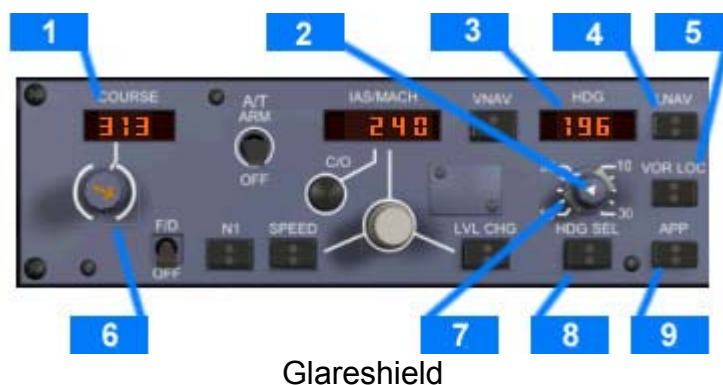 1 2 3 4 5
COURSE A/T ARM IAS/MACH VNAV HDG LNAV
313 240 196
C/O 10 VOR LOC
OFF
F/D N1 SPEED LVL CHG 30 HDG SEL APP
OFF
6 7 8 9
Glareshield